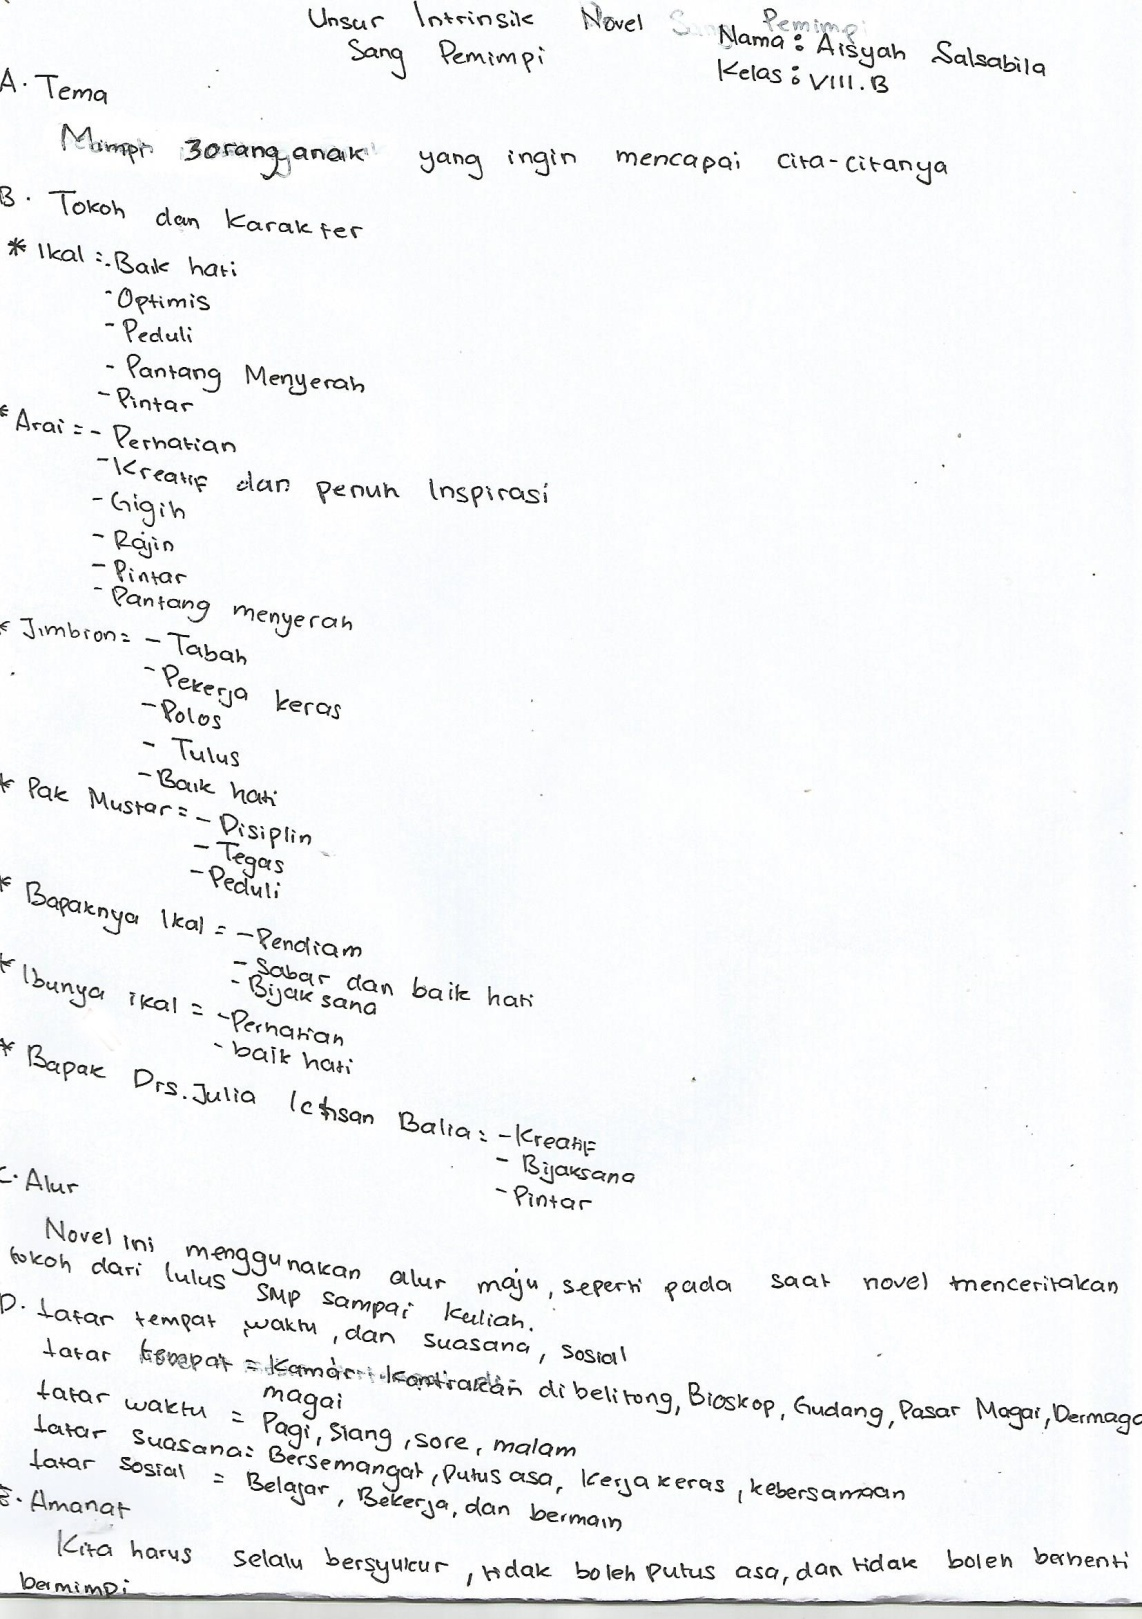 Unsur Intrinsik Novel
Sang Pemimpi
Nama : Aisyah Salsabila
Kelas : VIII.B
A. Tema
Mimpi 3 orang anak yang ingin mencapai cita-citanya
B. Tokoh dan Karakter
* Ikal :- Baik hati
- Optimis
- Peduli
- Pantang Menyerah
- Pintar
* Arai = - Perhatian
- Kreatif dan penuh Inspirasi
- Gigih
- Rajin
- Pintar
- Pantang menyerah
* Jimbron = - Tabah
- Pekerja keras
- Polos
- Tulus
- Baik hati
* Pak Mustar = - Disiplin
- Tegas
- Peduli
* Bapaknya Ikal = - Pendiam
- Sabar dan baik hati
- Bijaksana
* Ibunya ikal = - Perhatian
- baik hati
* Bapak Drs. Julia Ichsan Balia = - Kreatif
- Bijaksana
- Pintar
C. Alur
Novel ini menggunakan alur maju, seperti pada saat novel menceritakan
tokoh dari lulus SMP sampai kuliah.
D. Latar tempat, waktu, dan suasana, sosial
Latar tempat = Kamar Kontrakan di belitong, Bioskop, Gudang, Pasar Magai, Dermaga
magai
Latar waktu = Pagi, Siang, sore, malam
Latar suasana = Bersemangat, putus asa, kerja keras, kebersamaan
Latar sosial = Belajar, Bekerja, dan bermain
E. Amanat
Kita harus selalu bersyukur, tidak boleh putus asa, dan tidak boleh berhenti
bermimpi